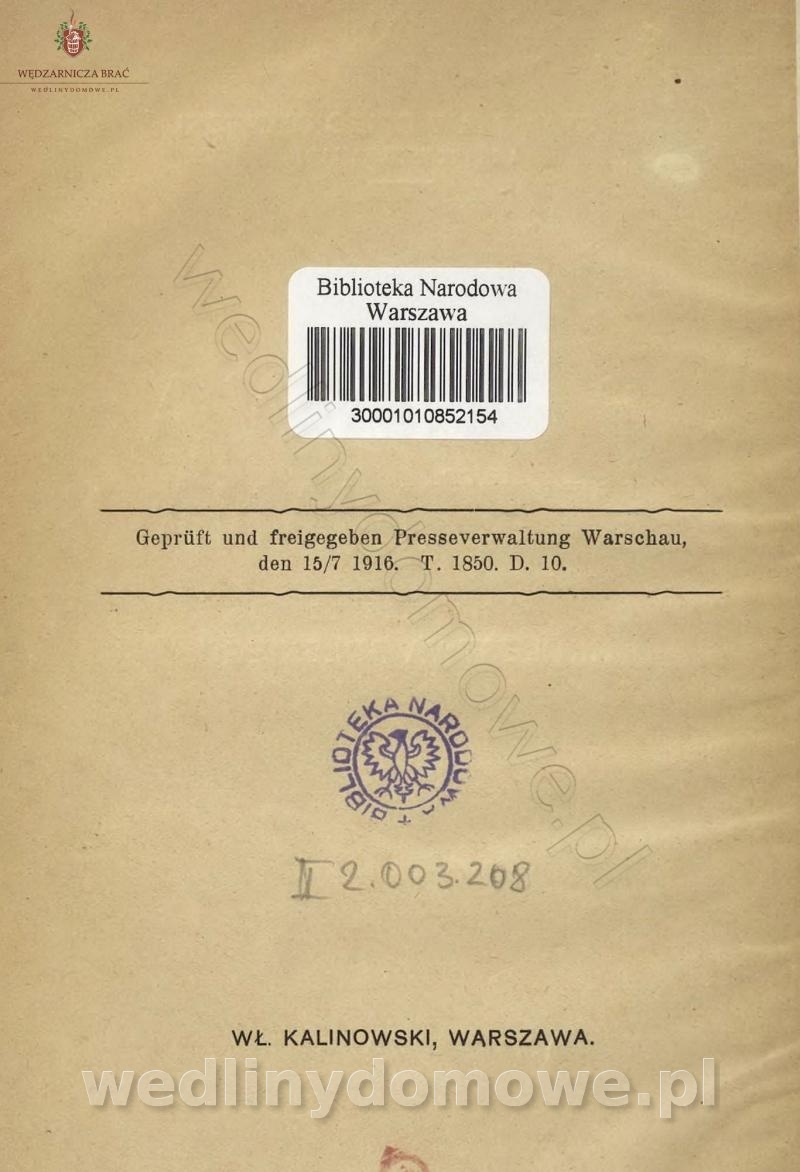 WĘDZARNICZA BRAĆ
WEDLINYDOMOWE.PL
Biblioteka Narodowa
Warszawa
30001010852154
Geprüft und freigegeben Presseverwaltung Warschau,
den 15/7 1916. T. 1850. D. 10.
wedlinydomowe.pl
BIBLIOTEKA NARODOWA
II 2.003.208
WŁ. KALINOWSKI, WARSZAWA.
wedlinydomowe.pl